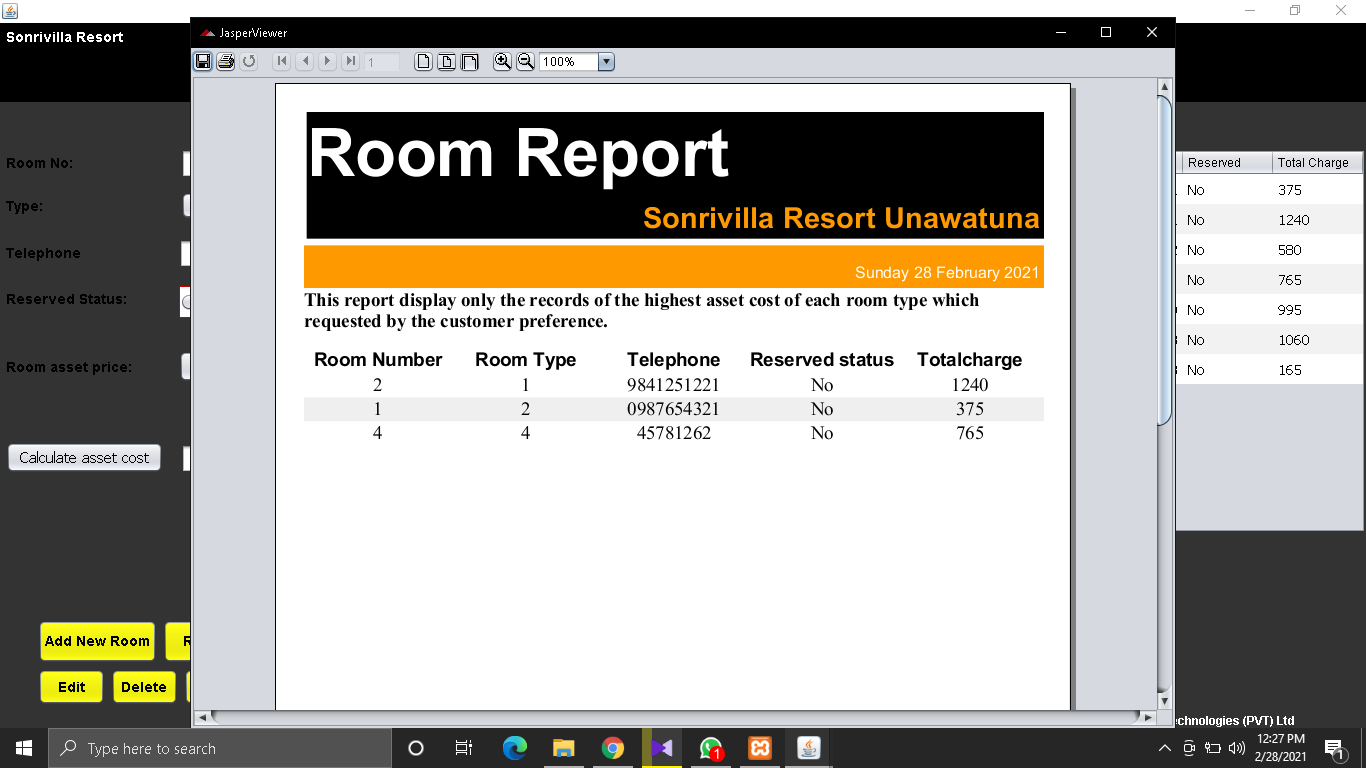 Sonrivilla Resort
JasperViewer
1
100%
Room Report
Sonrivilla Resort Unawatuna
Sunday 28 February 2021
This report display only the records of the highest asset cost of each room type which
requested by the customer preference.
Room Number Room Type Telephone Reserved status Totalcharge
2 1 9841251221 No 1240
1 2 0987654321 No 375
4 4 45781262 No 765
Room No:
Type:
Telephone
Reserved Status:
Room asset price:
Calculate asset cost
Add New Room R
Edit Delete
Reserved Total Charge
No 375
No 1240
No 580
No 765
No 995
No 1060
No 165
echnologies (PVT) Ltd
Type here to search
1
12:27 PM
2/28/2021
1